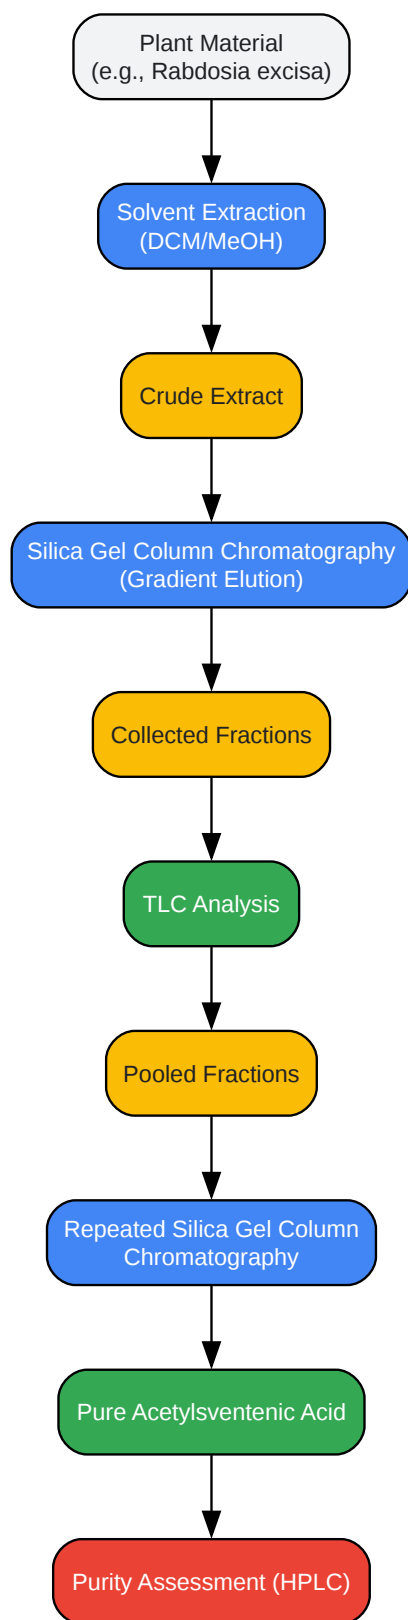 Plant Material
(e.g., Rabdosia excisa)
Solvent Extraction
(DCM/MeOH)
Crude Extract
Silica Gel Column Chromatography
(Gradient Elution)
Collected Fractions
TLC Analysis
Pooled Fractions
Repeated Silica Gel Column
Chromatography
Pure Acetylsventenic Acid
Purity Assessment (HPLC)